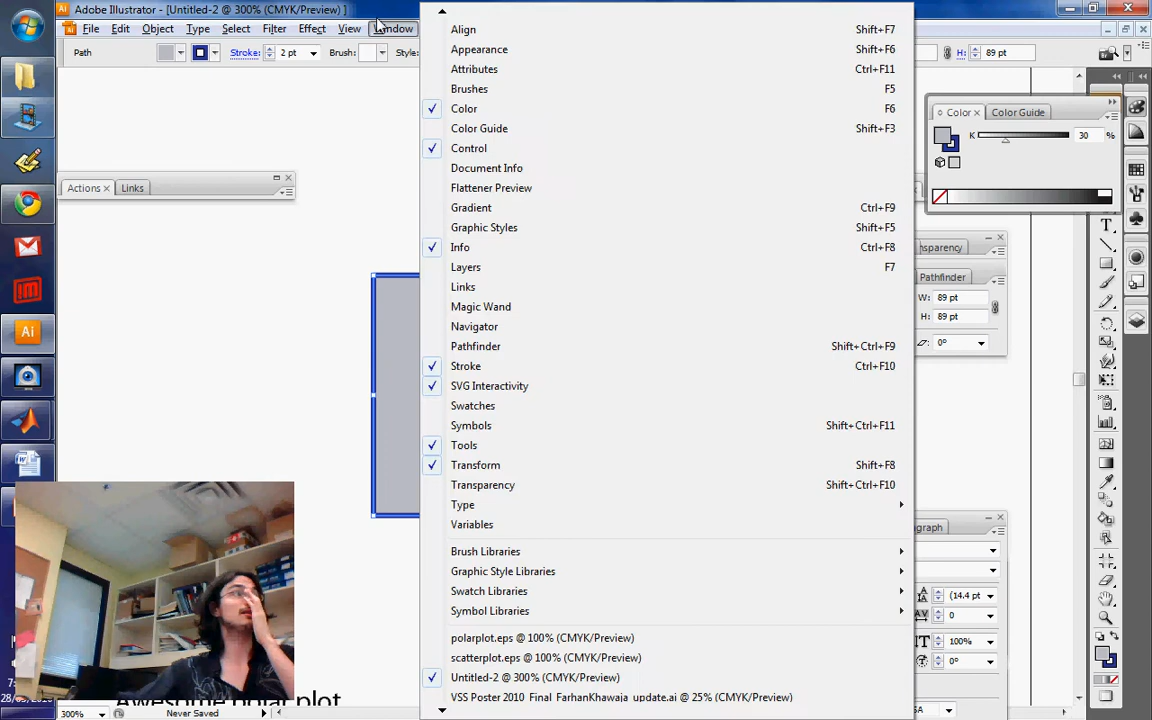 Adobe Illustrator - [Untitled-2 @ 300% (CMYK/Preview) ]
File Edit Object Type Select Filter Effect View Window
Path Stroke: 2 pt Brush: Style: H: 89 pt
Actions Links
Align Shift+F7
Appearance Shift+F6
Attributes Ctrl+F11
Brushes F5
Color F6
Color Guide Shift+F3
Control
Document Info
Flattener Preview
Gradient Ctrl+F9
Graphic Styles Shift+F5
Info Ctrl+F8
Layers F7
Links
Magic Wand
Navigator
Pathfinder Shift+Ctrl+F9
Stroke Ctrl+F10
SVG Interactivity
Swatches
Symbols Shift+Ctrl+F11
Tools
Transform Shift+F8
Transparency Shift+Ctrl+F10
Type
Variables
Brush Libraries
Graphic Style Libraries
Swatch Libraries
Symbol Libraries
polarplot.eps @ 100% (CMYK/Preview)
scatterplot.eps @ 100% (CMYK/Preview)
Untitled-2 @ 300% (CMYK/Preview)
VSS Poster 2010_Final_FarhanKhawaja_update.ai @ 25% (CMYK/Preview)
Color Color Guide
K 30 %
sparency
Pathfinder
W: 89 pt
H: 89 pt
0°
agraph
(14.4 pt
0
100%
0°
Awesome polar plot
300% Never Saved